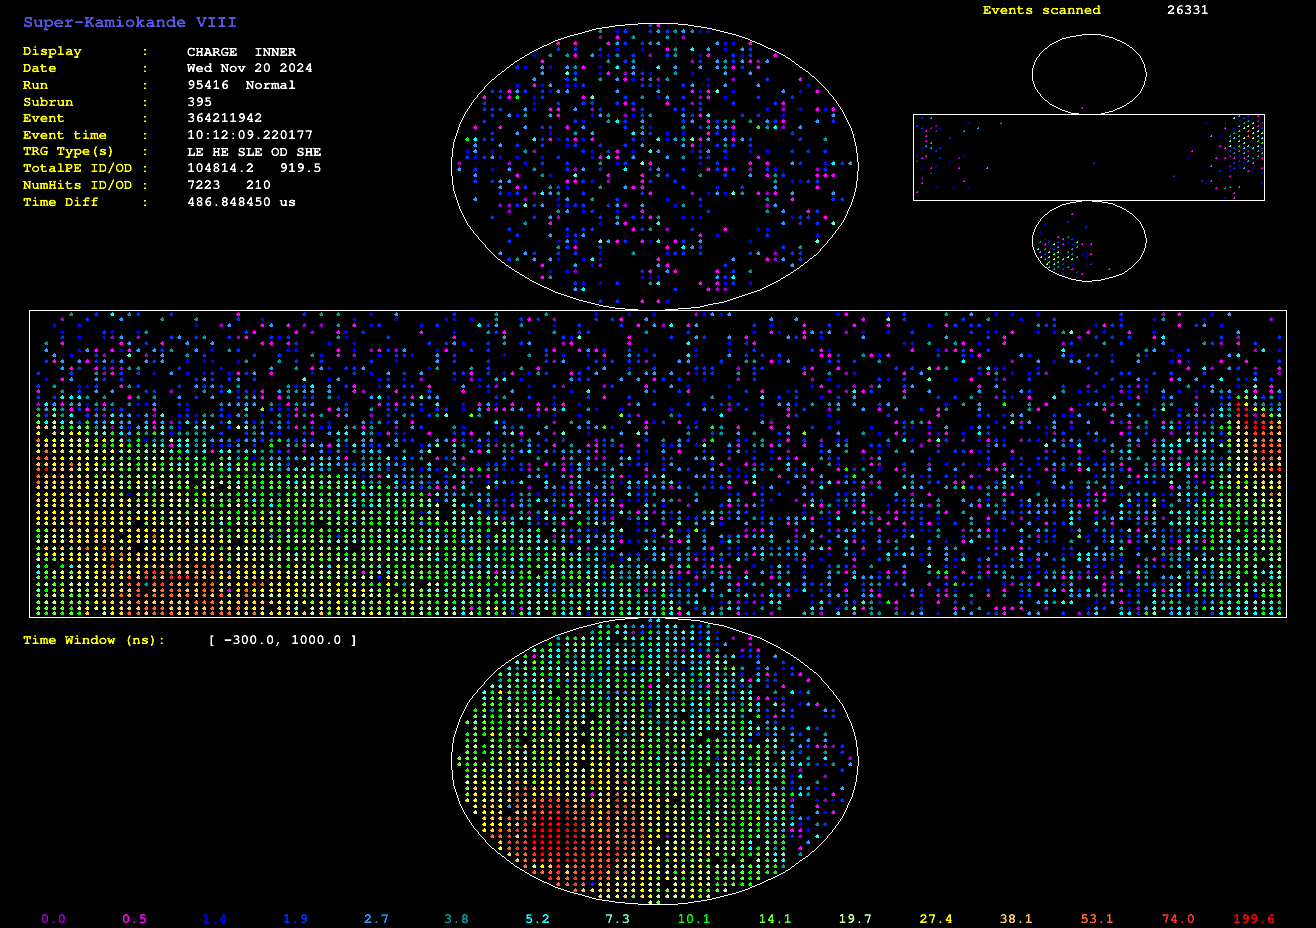 Super-Kamiokande VIII
Events scanned 26331
Display : CHARGE INNER
Date : Wed Nov 20 2024
Run : 95416 Normal
Subrun : 395
Event : 364211942
Event time : 10:12:09.220177
TRG Type(s) : LE HE SLE OD SHE
TotalPE ID/OD : 104814.2 919.5
NumHits ID/OD : 7223 210
Time Diff : 486.848450 us
Time Window (ns): [ -300.0, 1000.0 ]
0.0 0.5 1.4 1.9 2.7 3.8 5.2 7.3 10.1 14.1 19.7 27.4 38.1 53.1 74.0 199.6